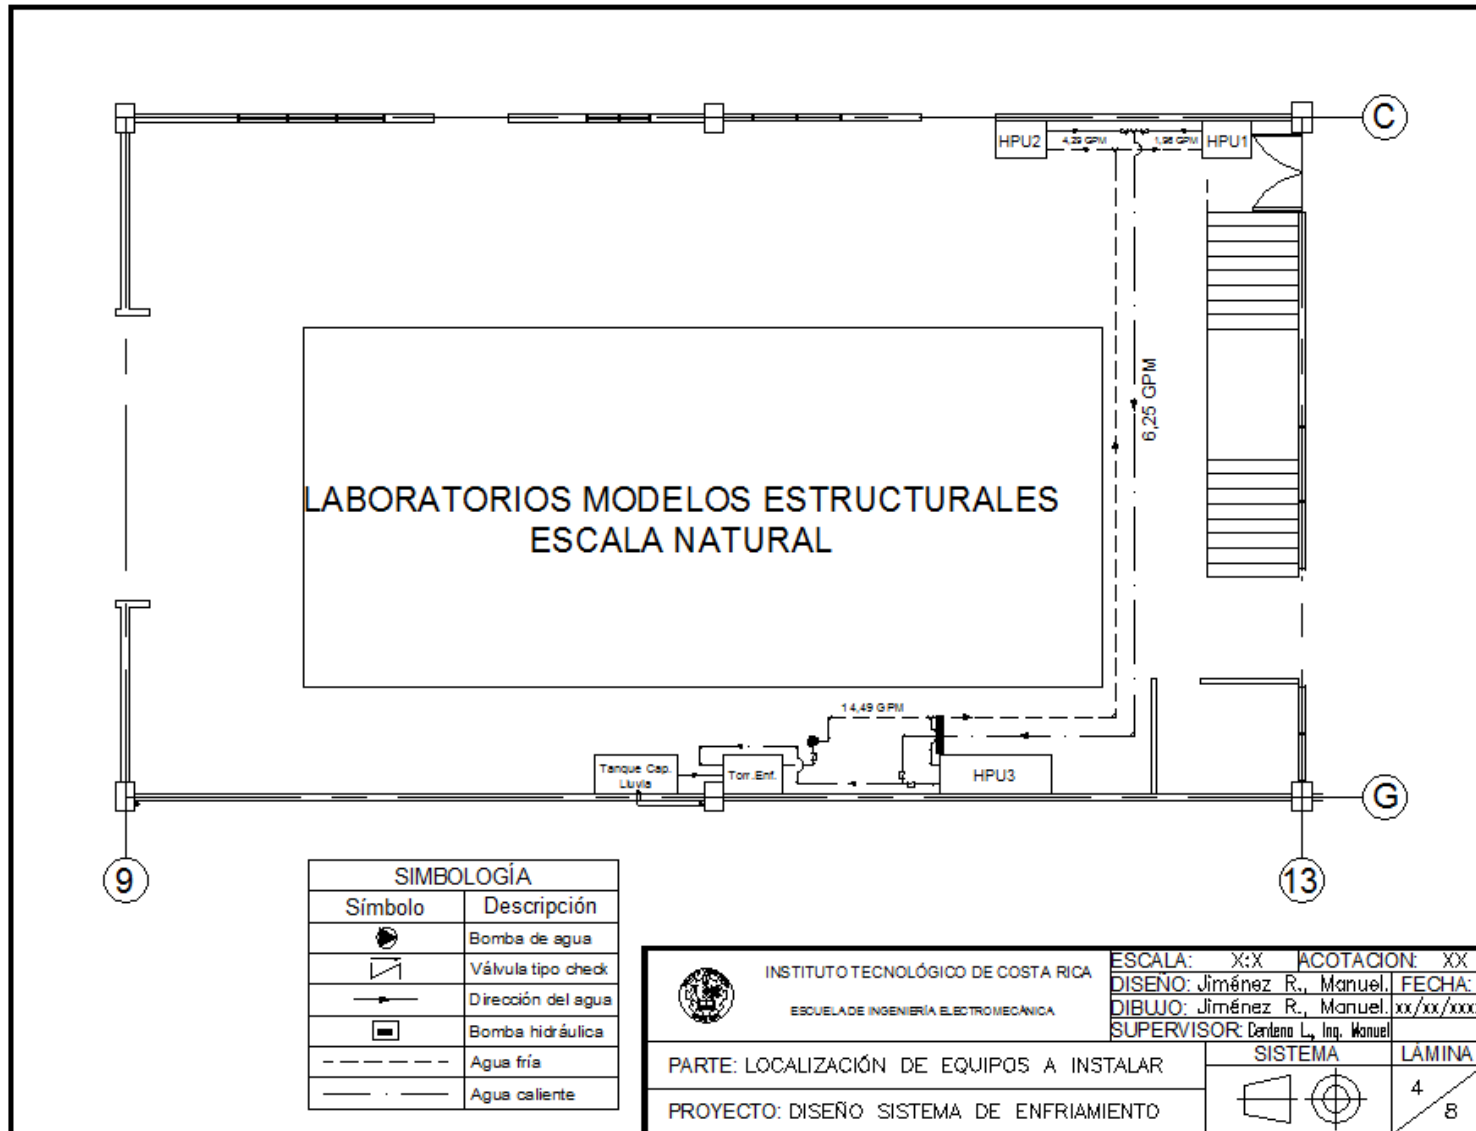 C
HPU2
4,29 GPM
1,96 GPM
HPU1
6,25 GPM
LABORATORIOS MODELOS ESTRUCTURALES
ESCALA NATURAL
14,49 GPM
Tanque Cap.
Lluvia
Torr.Enf.
HPU3
G
9
13
SIMBOLOGÍA
Símbolo Descripción
Bomba de agua
Válvula tipo check
Dirección del agua
Bomba hidráulica
Agua fría
Agua caliente
INSTITUTO TECNOLÓGICO DE COSTA RICA
ESCUELA DE INGENIERÍA ELECTROMECÁNICA
ESCALA: X:X ACOTACION: XX
DISEÑO: Jiménez R., Manuel. FECHA:
DIBUJO: Jiménez R., Manuel. xx/xx/xxx
SUPERVISOR: L., Ing. Manuel
PARTE: LOCALIZACIÓN DE EQUIPOS A INSTALAR
SISTEMA LÁMINA
4
8
PROYECTO: DISEÑO SISTEMA DE ENFRIAMIENTO